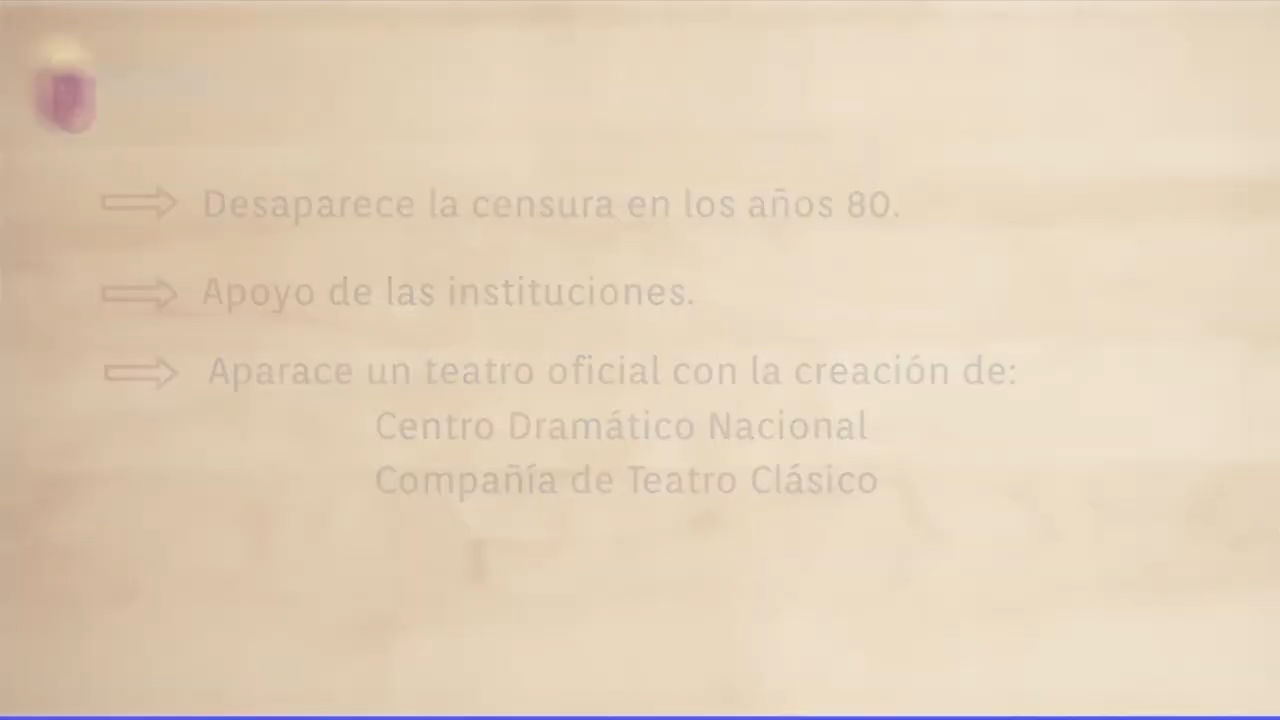 Desaparece la censura en los años 80.
Apoyo de las instituciones.
Aparace un teatro oficial con la creación de:
Centro Dramático Nacional
Compañía de Teatro Clásico